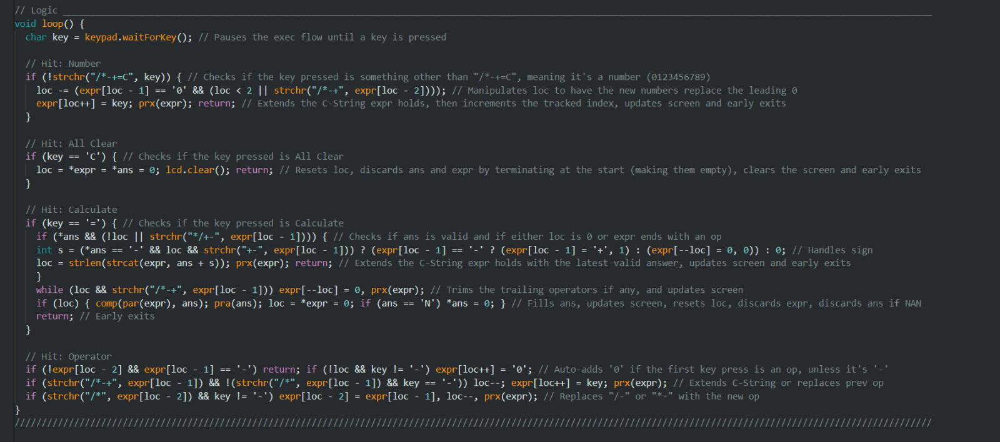 // Logic ________________________________________________________________
void loop() {
  char key = keypad.waitForKey(); // Pauses the exec flow until a key is pressed

  // Hit: Number
  if (!strchr("/*-+=C", key)) { // Checks if the key pressed is something other than "/*-+=C", meaning it's a number (0123456789)
    loc -= (expr[loc - 1] == '0' && (loc < 2 || strchr("/*-+", expr[loc - 2]))); // Manipulates loc to have the new numbers replace the leading 0
    expr[loc++] = key; prx(expr); return; // Extends the C-String expr holds, then increments the tracked index, updates screen and early exits
  }

  // Hit: All Clear
  if (key == 'C') { // Checks if the key pressed is All Clear
    loc = *expr = *ans = 0; lcd.clear(); return; // Resets loc, discards ans and expr by terminating at the start (making them empty), clears the screen and early exits
  }

  // Hit: Calculate
  if (key == '=') { // Checks if the key pressed is Calculate
    if (*ans && (!loc || strchr("*/+-", expr[loc - 1]))) { // Checks if ans is valid and if either loc is 0 or expr ends with an op
    int s = (*ans == '-' && loc && strchr("+-", expr[loc - 1])) ? (expr[loc - 1] == '-' ? (expr[loc - 1] = '+', 1) : (expr[--loc] = 0, 0)) : 0; // Handles sign
    loc = strlen(strcat(expr, ans + s)); prx(expr); return; // Extends the C-String expr holds with the latest valid answer, updates screen and early exits
    }
    while (loc && strchr("/*-+", expr[loc - 1])) expr[--loc] = 0, prx(expr); // Trims the trailing operators if any, and updates screen
    if (loc) { comp(par(expr), ans); pra(ans); loc = *expr = 0; if (ans == 'N') *ans = 0; } // Fills ans, updates screen, resets loc, discards expr, discards ans if NAN
    return; // Early exits
  }

  // Hit: Operator
  if (!expr[loc - 2] && expr[loc - 1] == '-') return; if (!loc && key != '-') expr[loc++] = '0'; // Auto-adds '0' if the first key press is an op, unless it's '-'
  if (strchr("/*-+", expr[loc - 1]) && !(strchr("/*", expr[loc - 1]) && key == '-')) loc--; expr[loc++] = key; prx(expr); // Extends C-String or replaces prev op
  if (strchr("/*", expr[loc - 2]) && key != '-') expr[loc - 2] = expr[loc - 1], loc--, prx(expr); // Replaces "/-" or "*-" with the new op
}
////////////////////////////////////////////////////////////////////////////////////////////////////////////////////////////////////////////////////////////////////////////